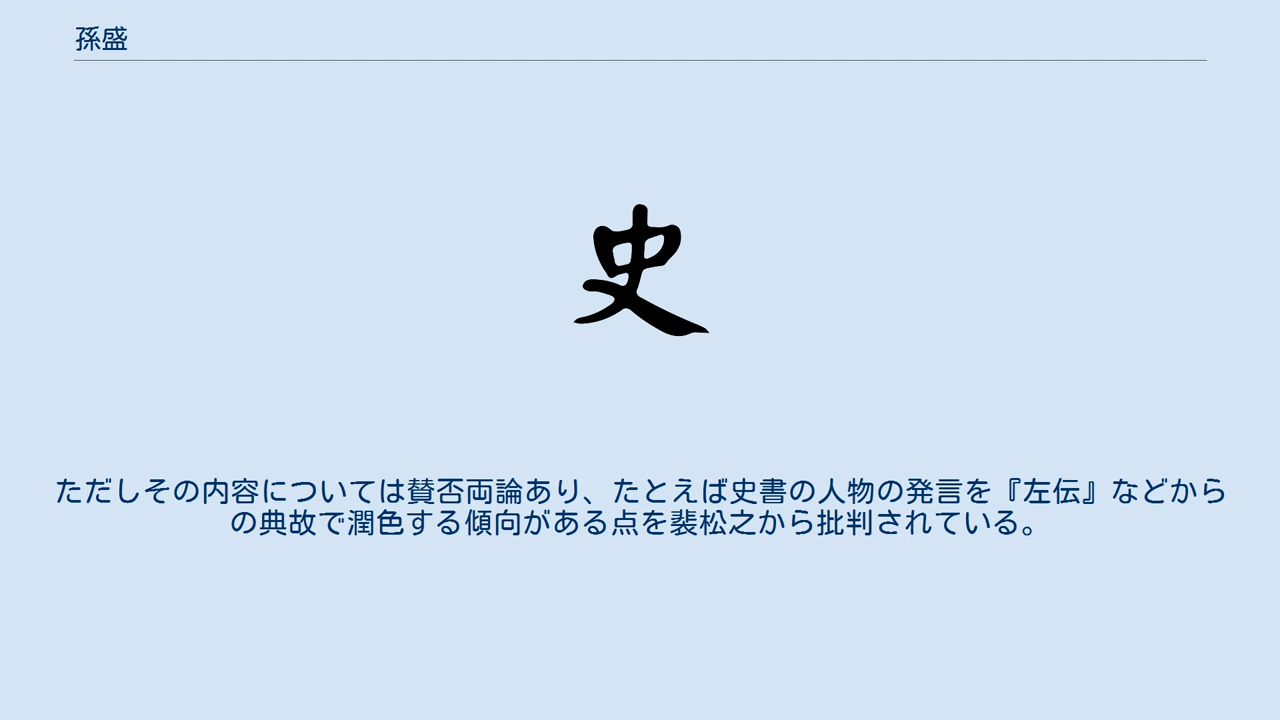 孫盛
史
ただしその内容については賛否両論あり、たとえば史書の人物の発言を『左伝』などから
の典故で潤色する傾向がある点を裴松之から批判されている。